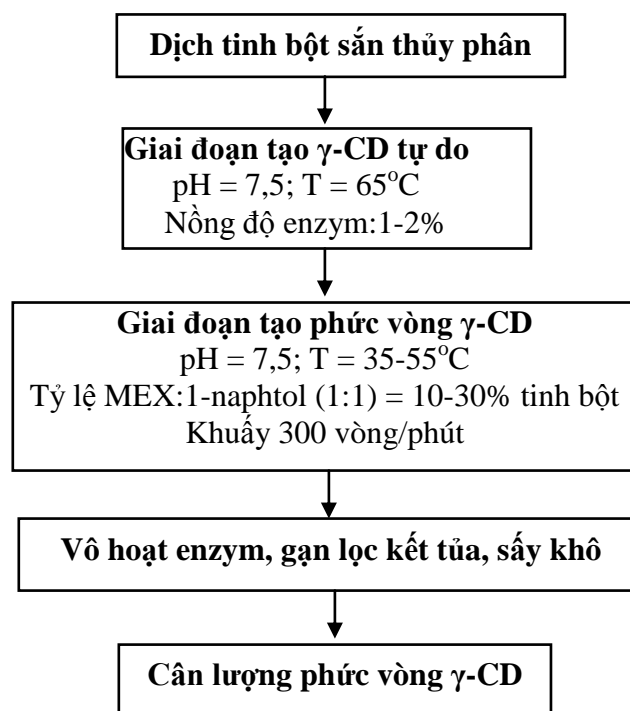 Dịch tinh bột sắn thủy phân
Giai đoạn tạo γ-CD tự do
pH = 7,5; T = 65°C
Nồng độ enzym:1-2%
Giai đoạn tạo phức vòng γ-CD
pH = 7,5; T = 35-55°C
Tỷ lệ MEX:1-naphtol (1:1) = 10-30% tinh bột
Khuấy 300 vòng/phút
Vô hoạt enzym, gạn lọc kết tủa, sấy khô
Cân lượng phức vòng γ-CD